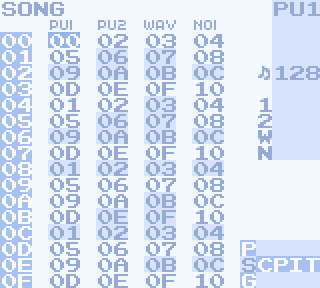 SONG PU1
PU1 PU2 WAV NOI
00 00 02 03 04
01 05 06 07 08
02 09 0A 0B 0C ♫128
03 0D 0E 0F 10
04 01 02 03 04 1
05 05 06 07 08 2
06 09 0A 0B 0C W
07 0D 0E 0F 10 N
08 01 02 03 04
09 05 06 07 08
0A 09 0A 0B 0C
0B 0D 0E 0F 10
0C 01 02 03 04
0D 05 06 07 08 P
0E 09 0A 0B 0C SCPIT
0F 0D 0E 0F 10 G